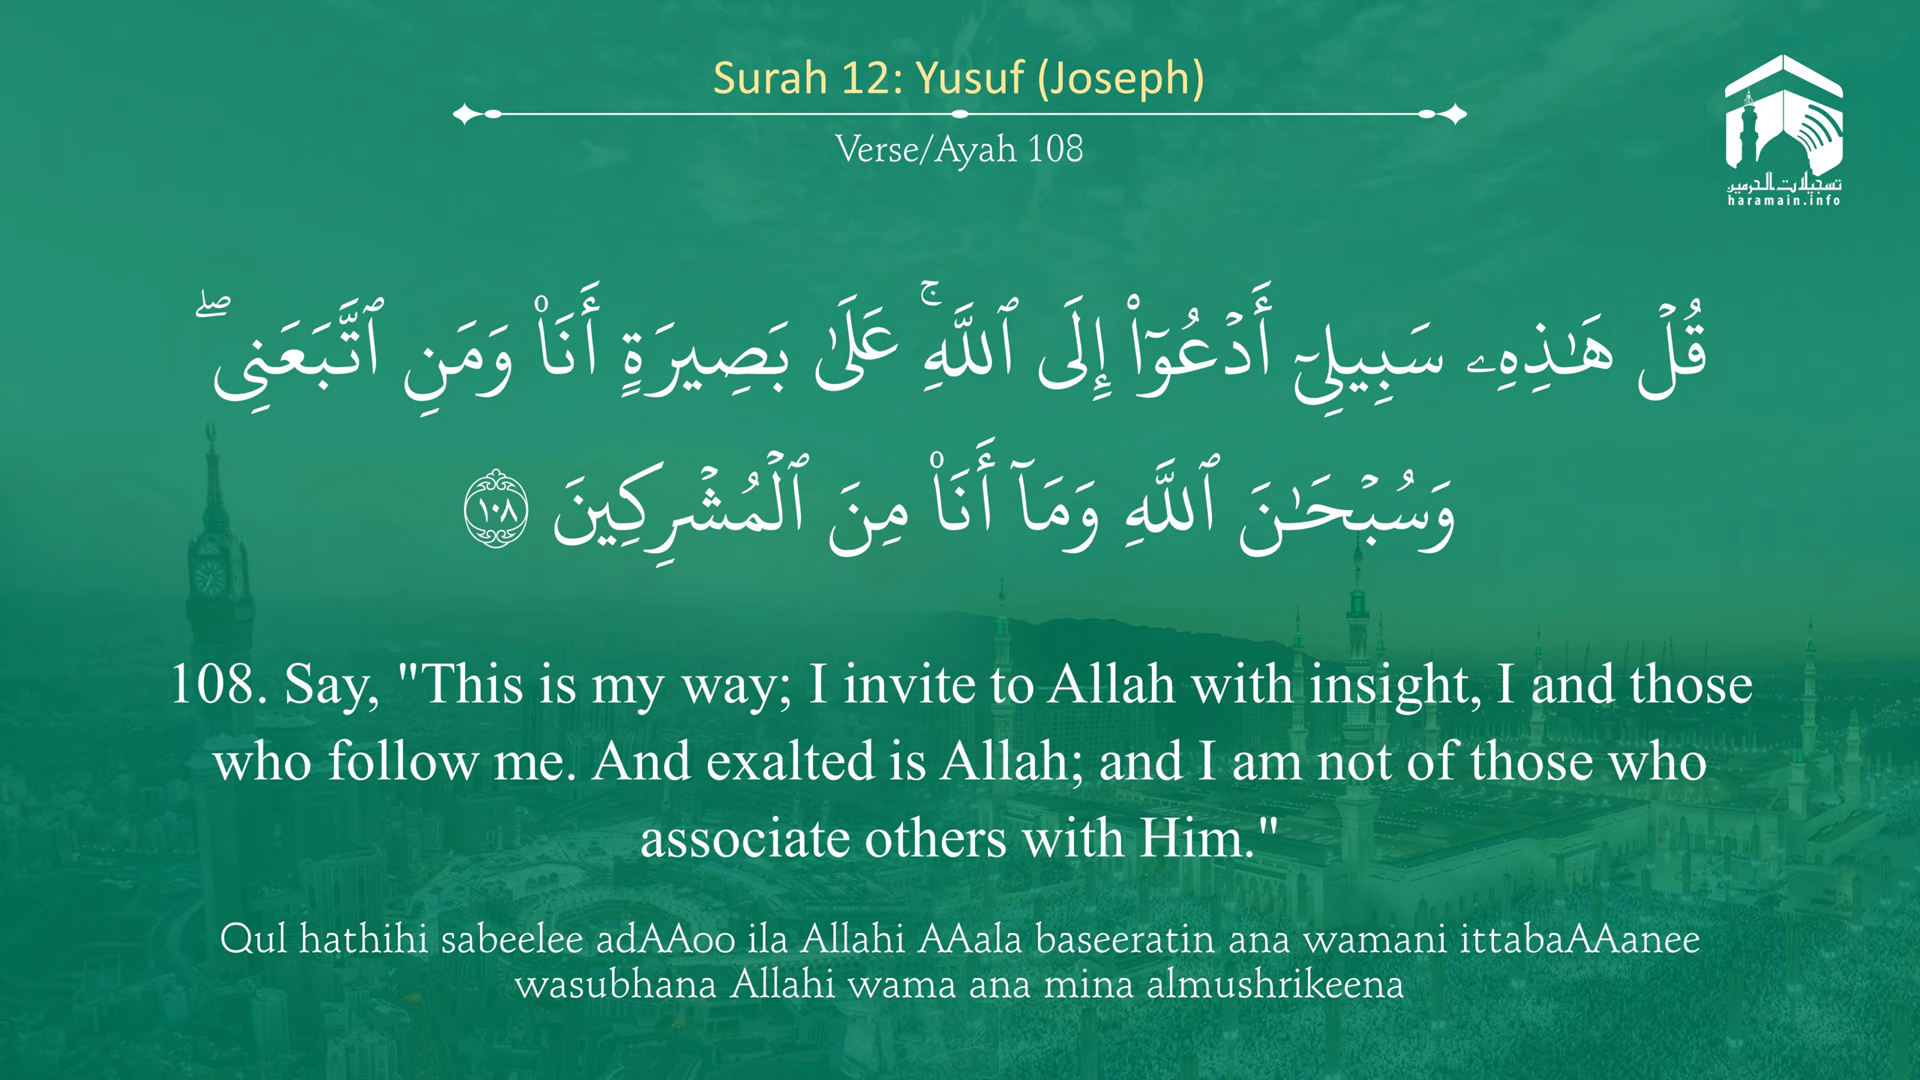 Surah 12: Yusuf (Joseph)
Verse/Ayah 108
تسجيلات الحرمين
haramain.info
قُلۡ هَٰذِهِۦ سَبِيلِيٓ أَدۡعُوٓاْ إِلَى ٱللَّهِۚ عَلَىٰ بَصِيرَةٍ أَنَا۠ وَمَنِ ٱتَّبَعَنِيۖ
وَسُبۡحَٰنَ ٱللَّهِ وَمَآ أَنَا۠ مِنَ ٱلۡمُشۡرِكِينَ ١٠٨
108. Say, "This is my way; I invite to Allah with insight, I and those
who follow me. And exalted is Allah; and I am not of those who
associate others with Him."
Qul hathihi sabeelee adAAoo ila Allahi AAala baseeratin ana wamani ittabaAAanee
wasubhana Allahi wama ana mina almushrikeena